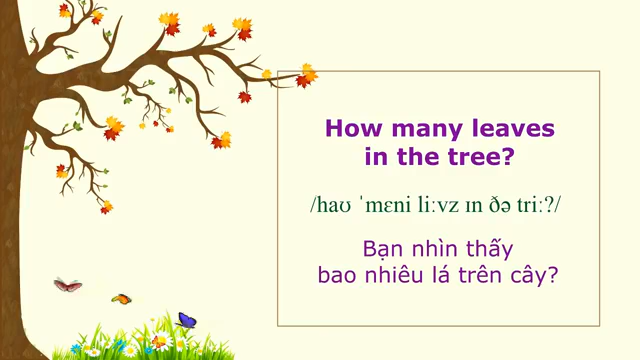 How many leaves
in the tree?
/haʊ ˈmɛni liːvz ɪn ðə triː?/
Bạn nhìn thấy
bao nhiêu lá trên cây?